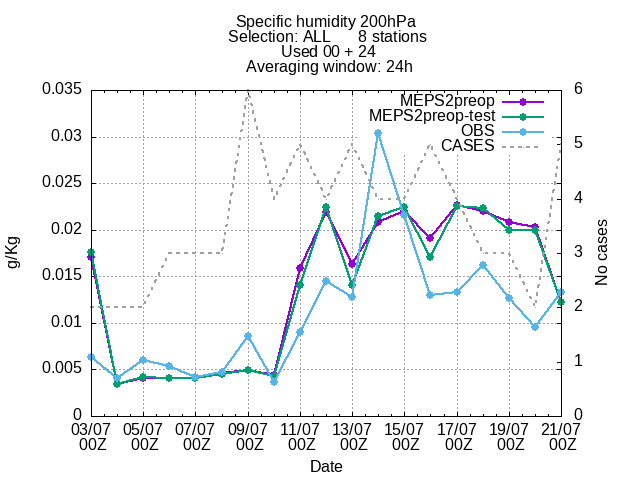 Specific humidity 200hPa
Selection: ALL 8 stations
Used 00 + 24
Averaging window: 24h
MEPS2preop
MEPS2preop-test
OBS
CASES
0.035
0.03
0.025
0.02
0.015
0.01
0.005
0
g/Kg
6
5
4
3
2
1
0
No cases
03/07 05/07 07/07 09/07 11/07 13/07 15/07 17/07 19/07 21/07
00Z 00Z 00Z 00Z 00Z 00Z 00Z 00Z 00Z 00Z
Date